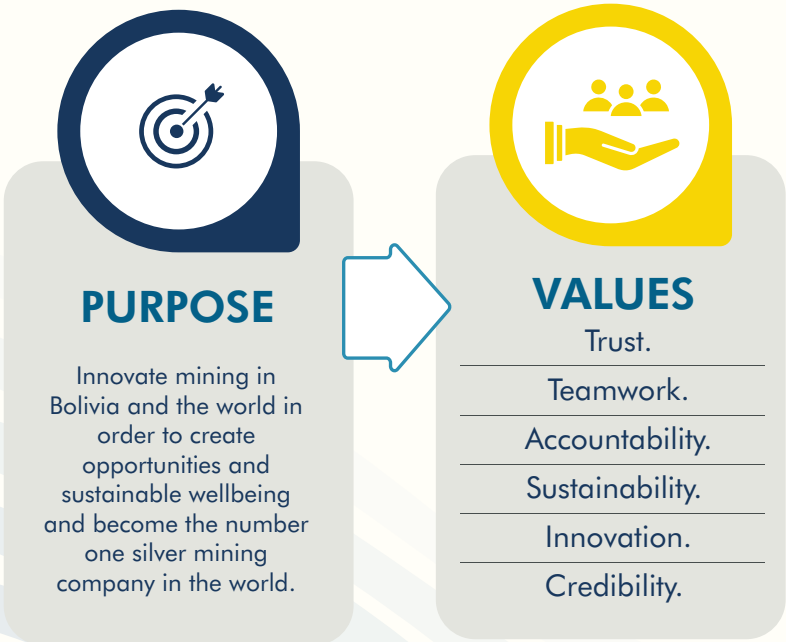 PURPOSE
Innovate mining in
Bolivia and the world in
order to create
opportunities and
sustainable wellbeing
and become the number
one silver mining
company in the world.
VALUES
Trust.
Teamwork.
Accountability.
Sustainability.
Innovation.
Credibility.